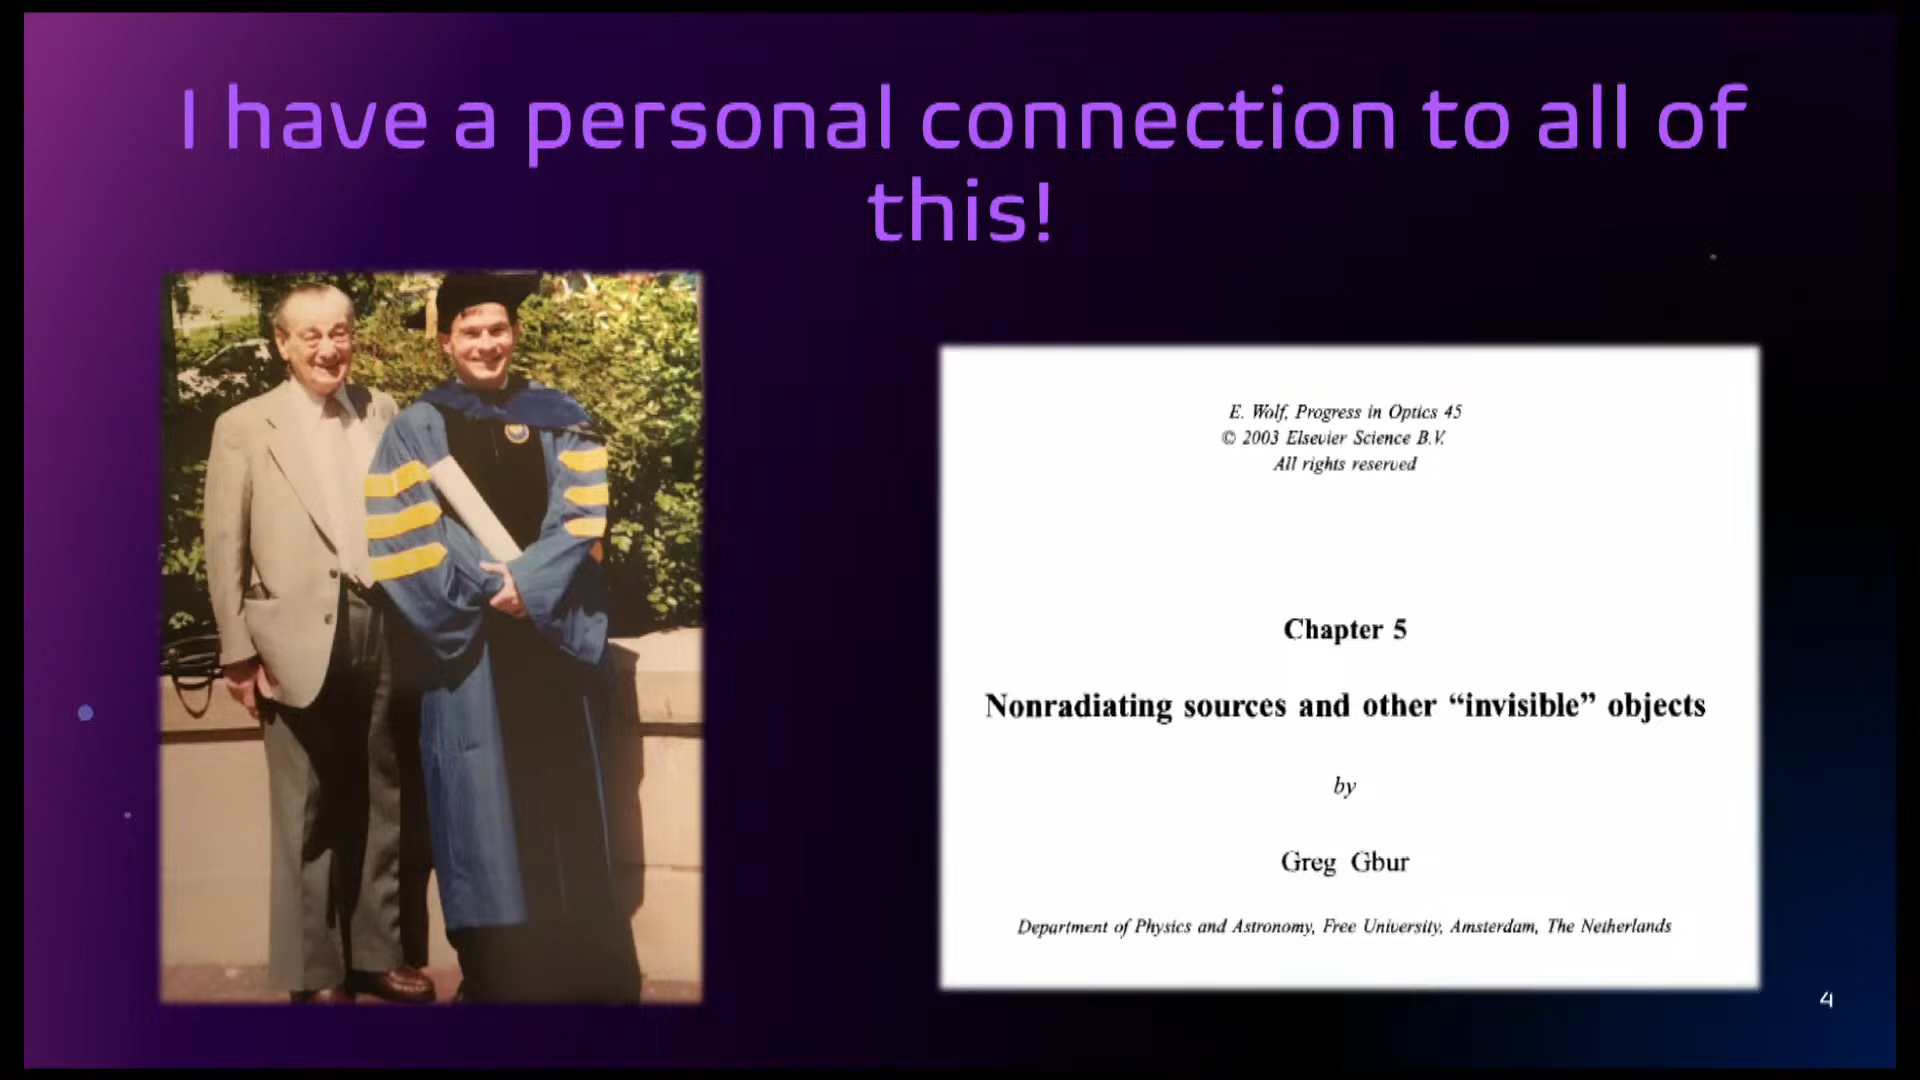 I have a personal connection to all of
this!
E. Wolf, Progress in Optics 45
© 2003 Elsevier Science B.V.
All rights reserved
Chapter 5
Nonradiating sources and other “invisible” objects
by
Greg Gbur
Department of Physics and Astronomy, Free University, Amsterdam, The Netherlands
4